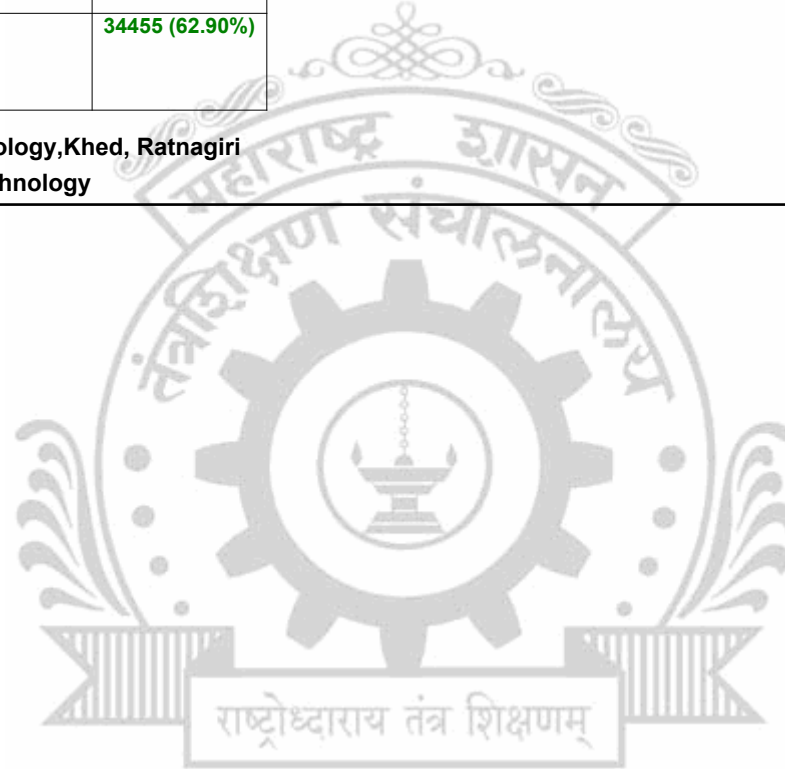 34455 (62.90%)
ology,Khed, Ratnagiri
hnology
महाराष्ट्र शासन
तंत्रशिक्षण संचालनालय
राष्ट्रोध्दाराय तंत्र शिक्षणम्